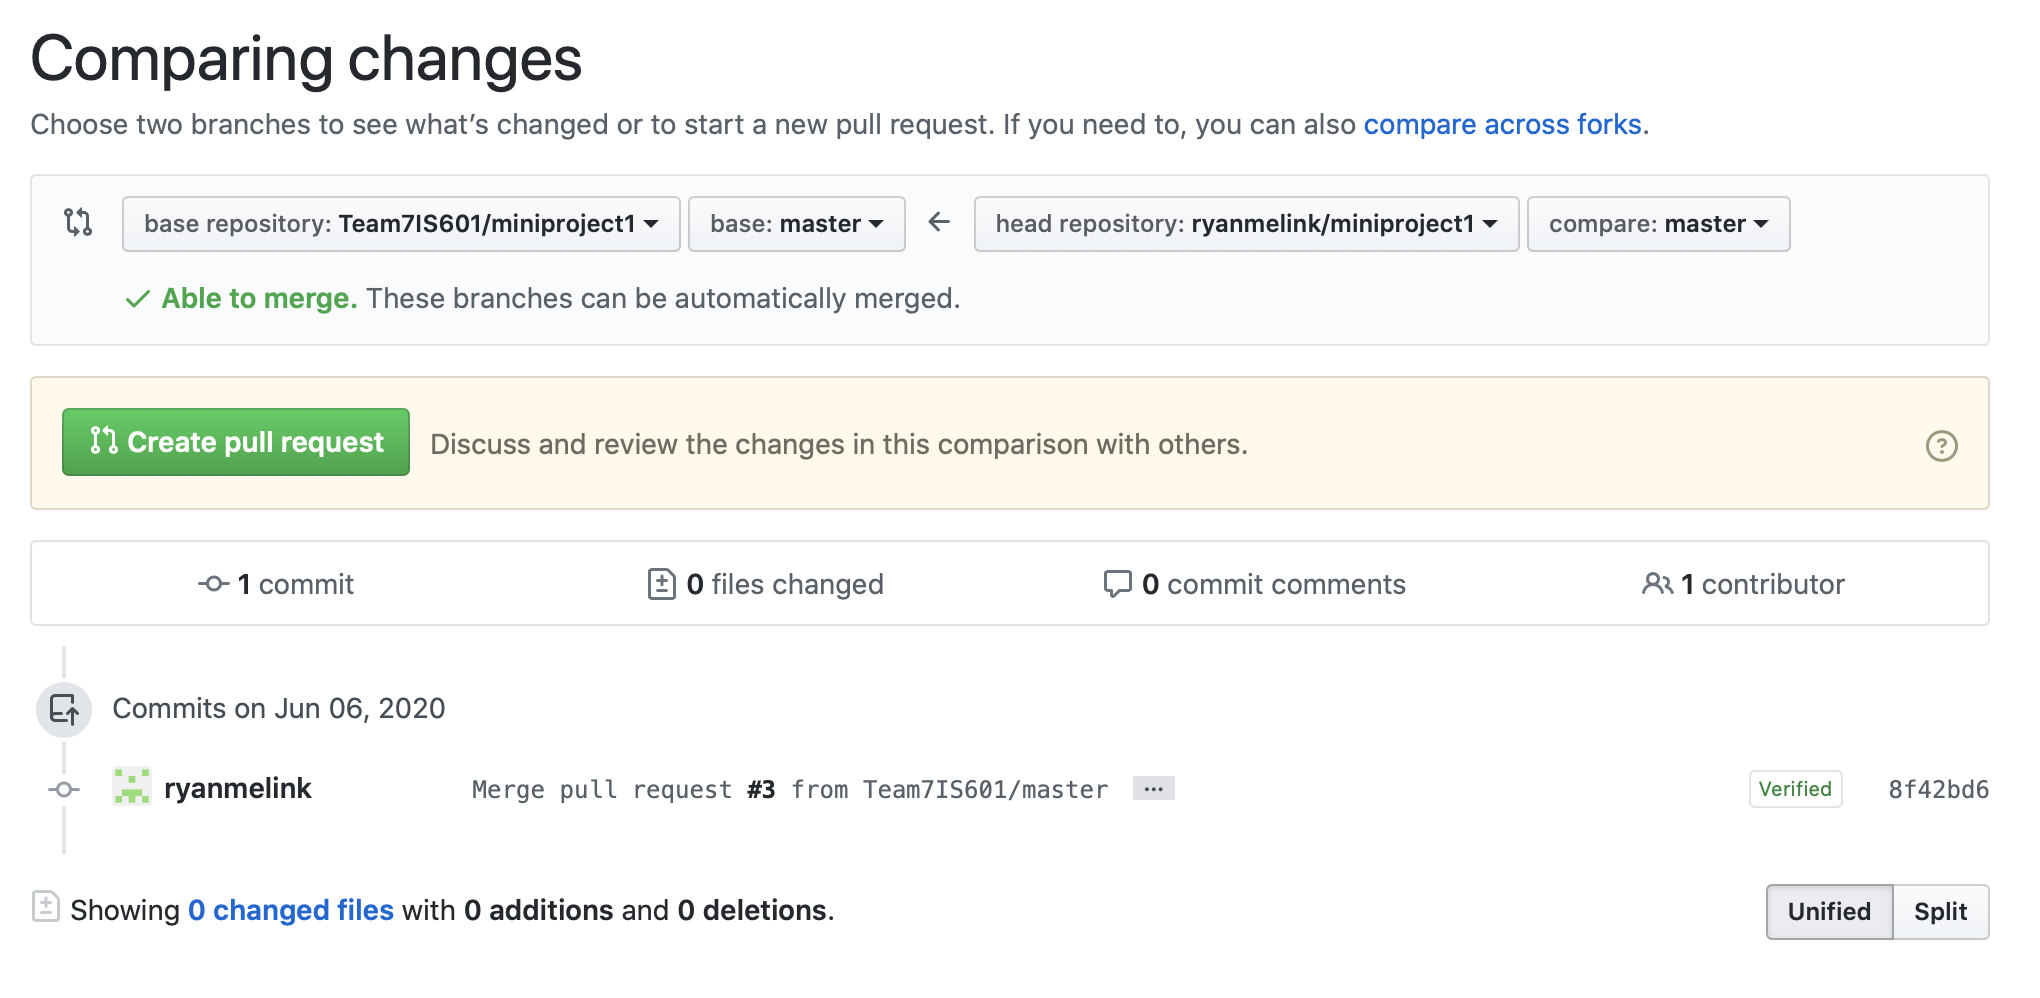 Comparing changes
Choose two branches to see what's changed or to start a new pull request. If you need to, you can also compare across forks.
base repository: Team7IS601/miniproject1 base: master head repository: ryanmelink/miniproject1 compare: master
Able to merge. These branches can be automatically merged.
Create pull request Discuss and review the changes in this comparison with others.
1 commit 0 files changed 0 commit comments 1 contributor
Commits on Jun 06, 2020
ryanmelink Merge pull request #3 from Team7IS601/master ... Verified 8f42bd6
Showing 0 changed files with 0 additions and 0 deletions. Unified Split